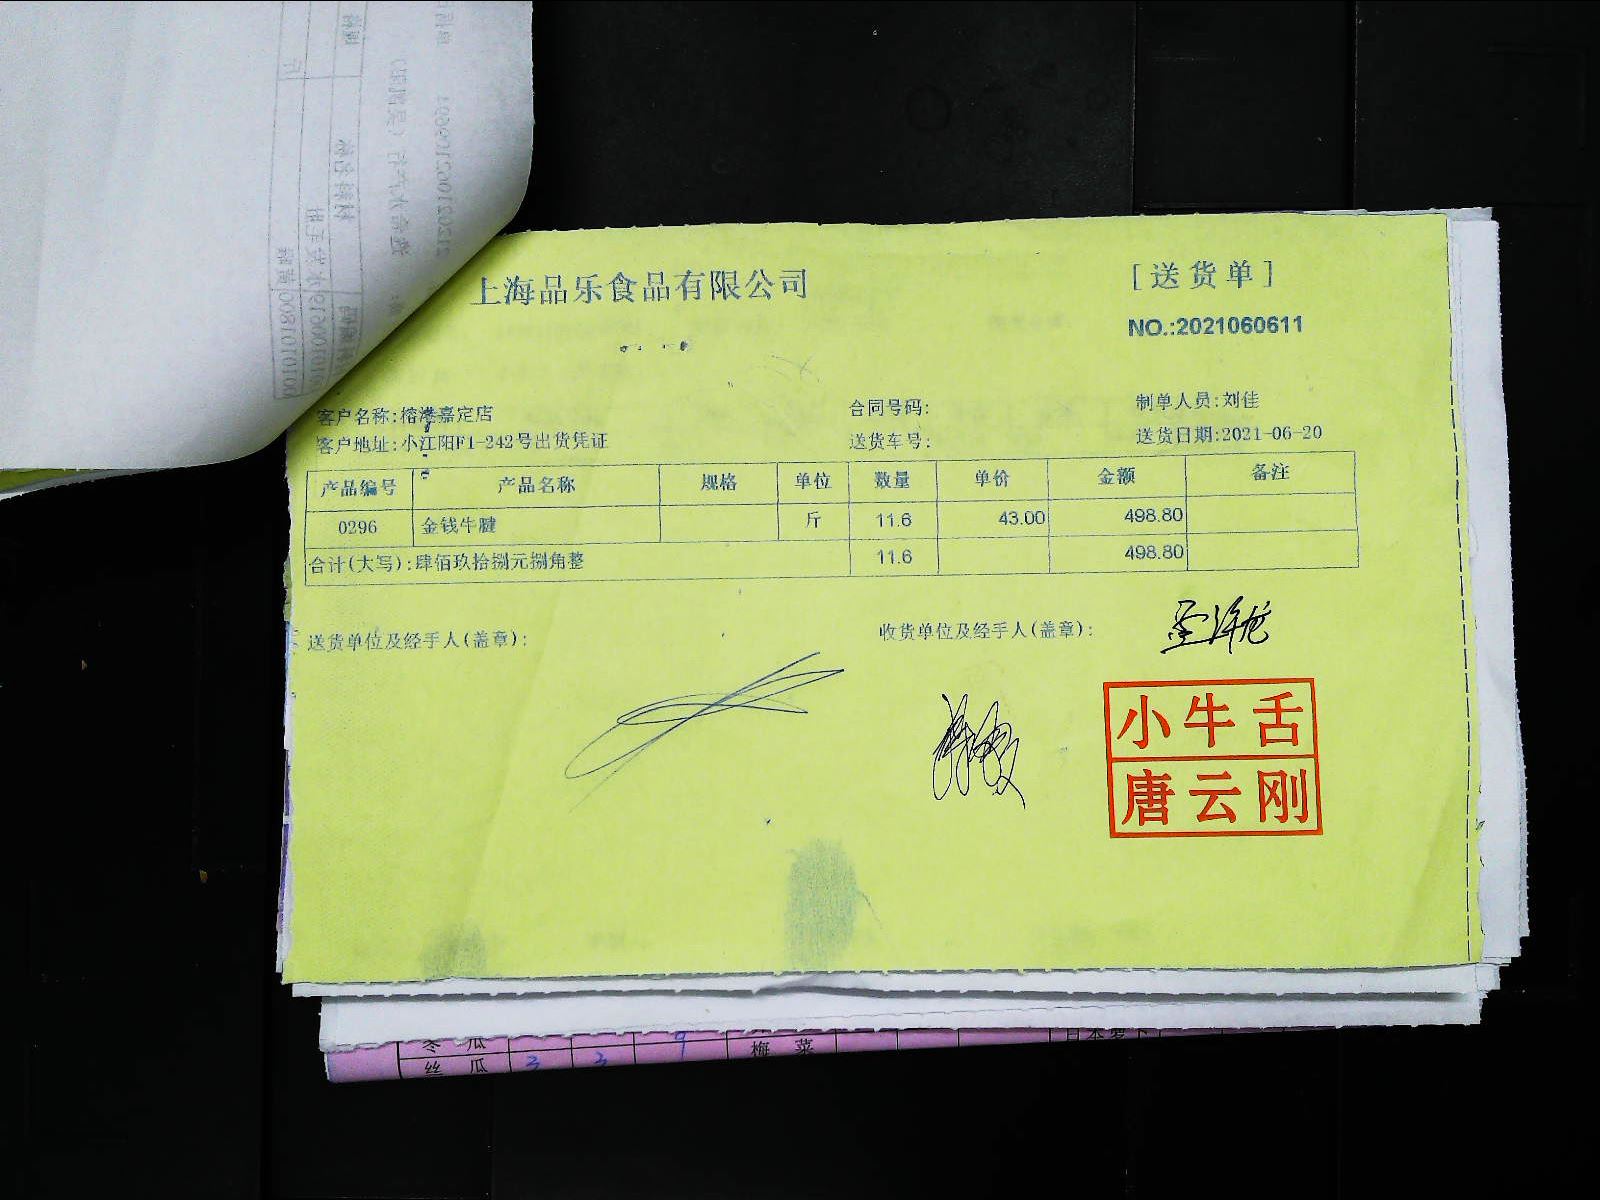 上海品乐食品有限公司
[送货单]
NO.:2021060611
客户名称:榕港嘉定店 合同号码: 制单人员:刘佳
客户地址:小江阳F1-242号出货凭证 送货车号: 送货日期:2021-06-20
产品编号 产品名称 规格 单位 数量 单价 金额 备注
0296 金钱牛腱 斤 11.6 43.00 498.80
合计(大写):肆佰玖拾捌元捌角整 11.6 498.80
送货单位及经手人(盖章): 收货单位及经手人(盖章):
小牛舌
唐云刚
冬瓜 9 梅菜
丝瓜 3 3